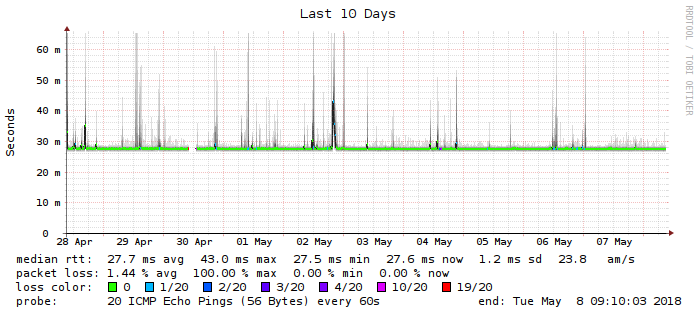 Last 10 Days
RRDTOOL / TOBI OETIKER
Seconds
60 m
50 m
40 m
30 m
20 m
10 m
0
28 Apr 29 Apr 30 Apr 01 May 02 May 03 May 04 May 05 May 06 May 07 May
median rtt: 27.7 ms avg 43.0 ms max 27.5 ms min 27.6 ms now 1.2 ms sd 23.8 am/s
packet loss: 1.44 % avg 100.00 % max 0.00 % min 0.00 % now
loss color: 0 1/20 2/20 3/20 4/20 10/20 19/20
probe: 20 ICMP Echo Pings (56 Bytes) every 60s end: Tue May 8 09:10:03 2018